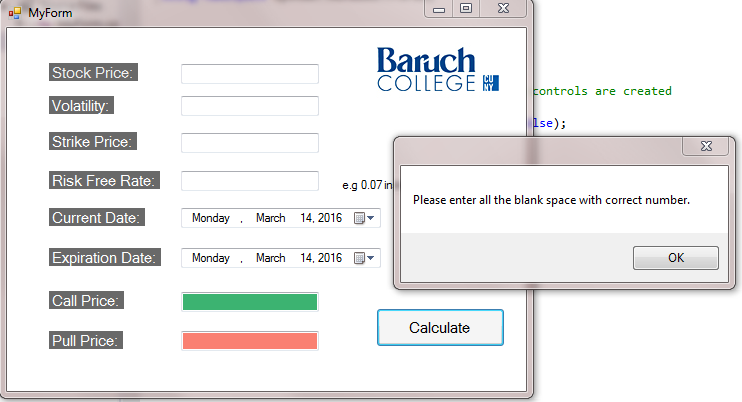 MyForm
Baruch
COLLEGE CU NY
Stock Price:
Volatility:
controls are created
lse);
Strike Price:
Risk Free Rate:
e.g 0.07 in
Please enter all the blank space with correct number.
Current Date:
Monday , March 14, 2016
Expiration Date:
Monday , March 14, 2016
OK
Call Price:
Calculate
Pull Price: